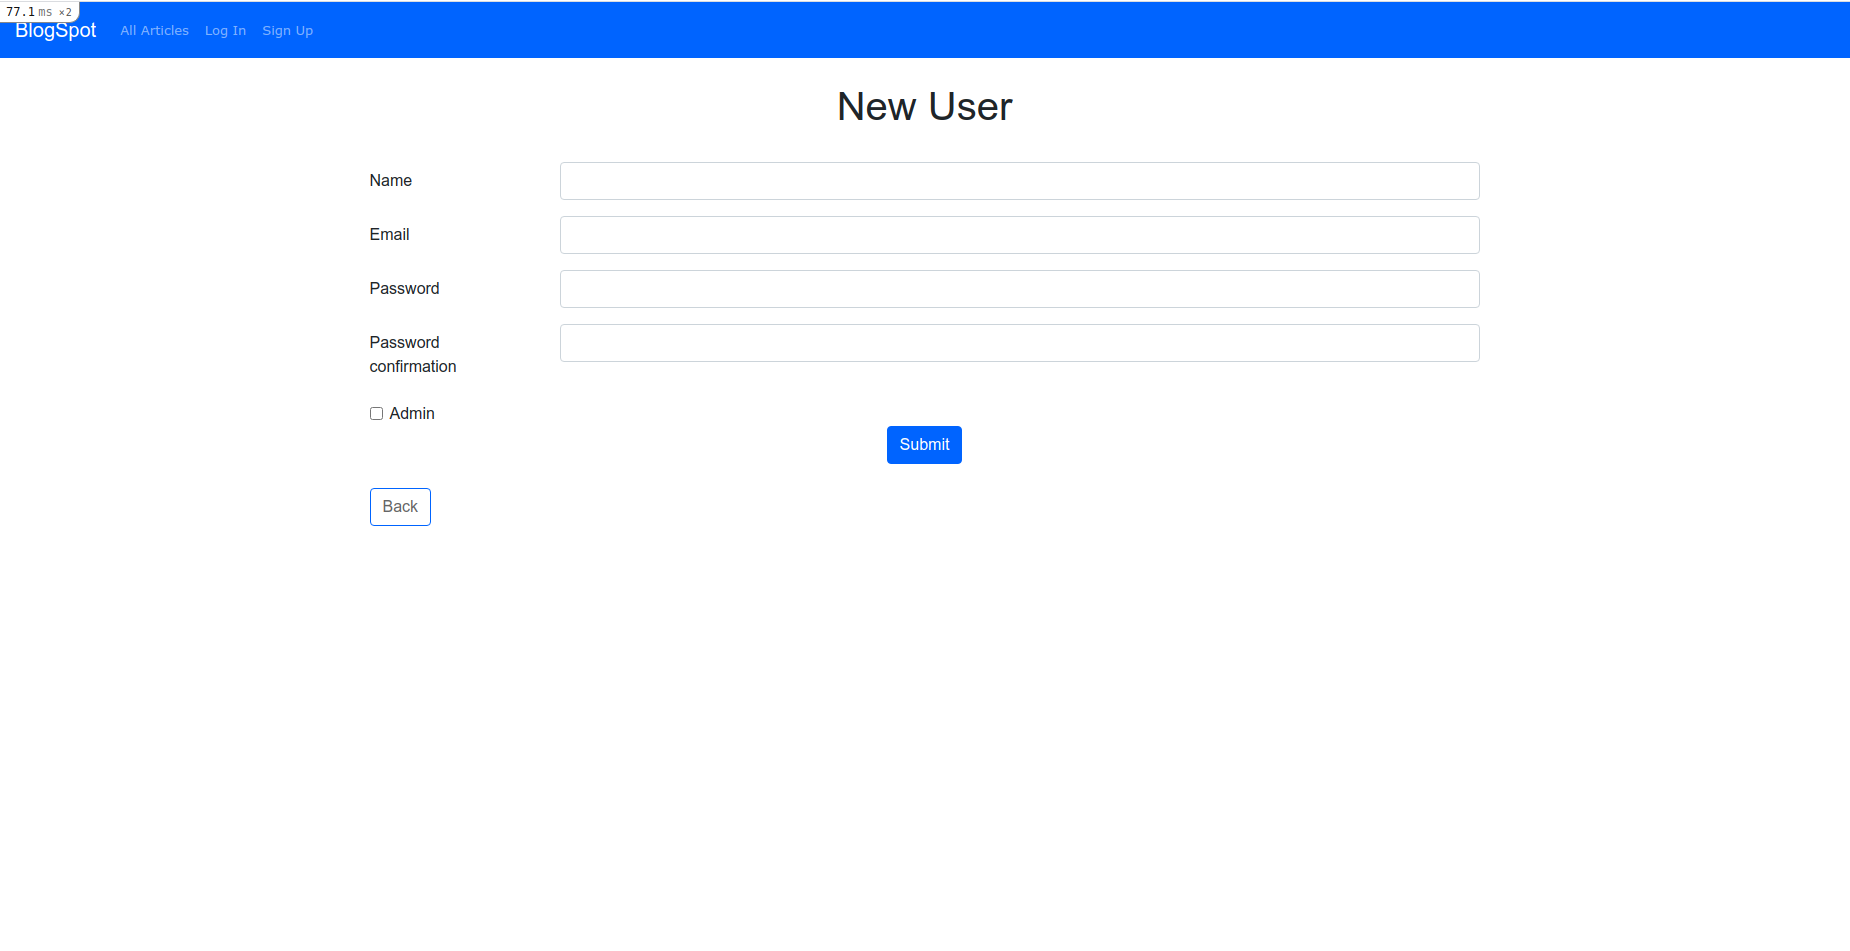 77.1 ms ×2
BlogSpot All Articles Log In Sign Up
New User
Name
Email
Password
Password
confirmation
Admin
Submit
Back